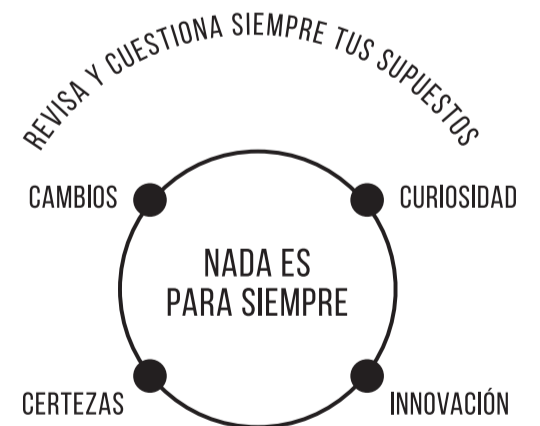 REVISA Y CUESTIONA SIEMPRE TUS SUPUESTOS
CAMBIOS
CURIOSIDAD
NADA ES
PARA SIEMPRE
CERTEZAS
INNOVACIÓN